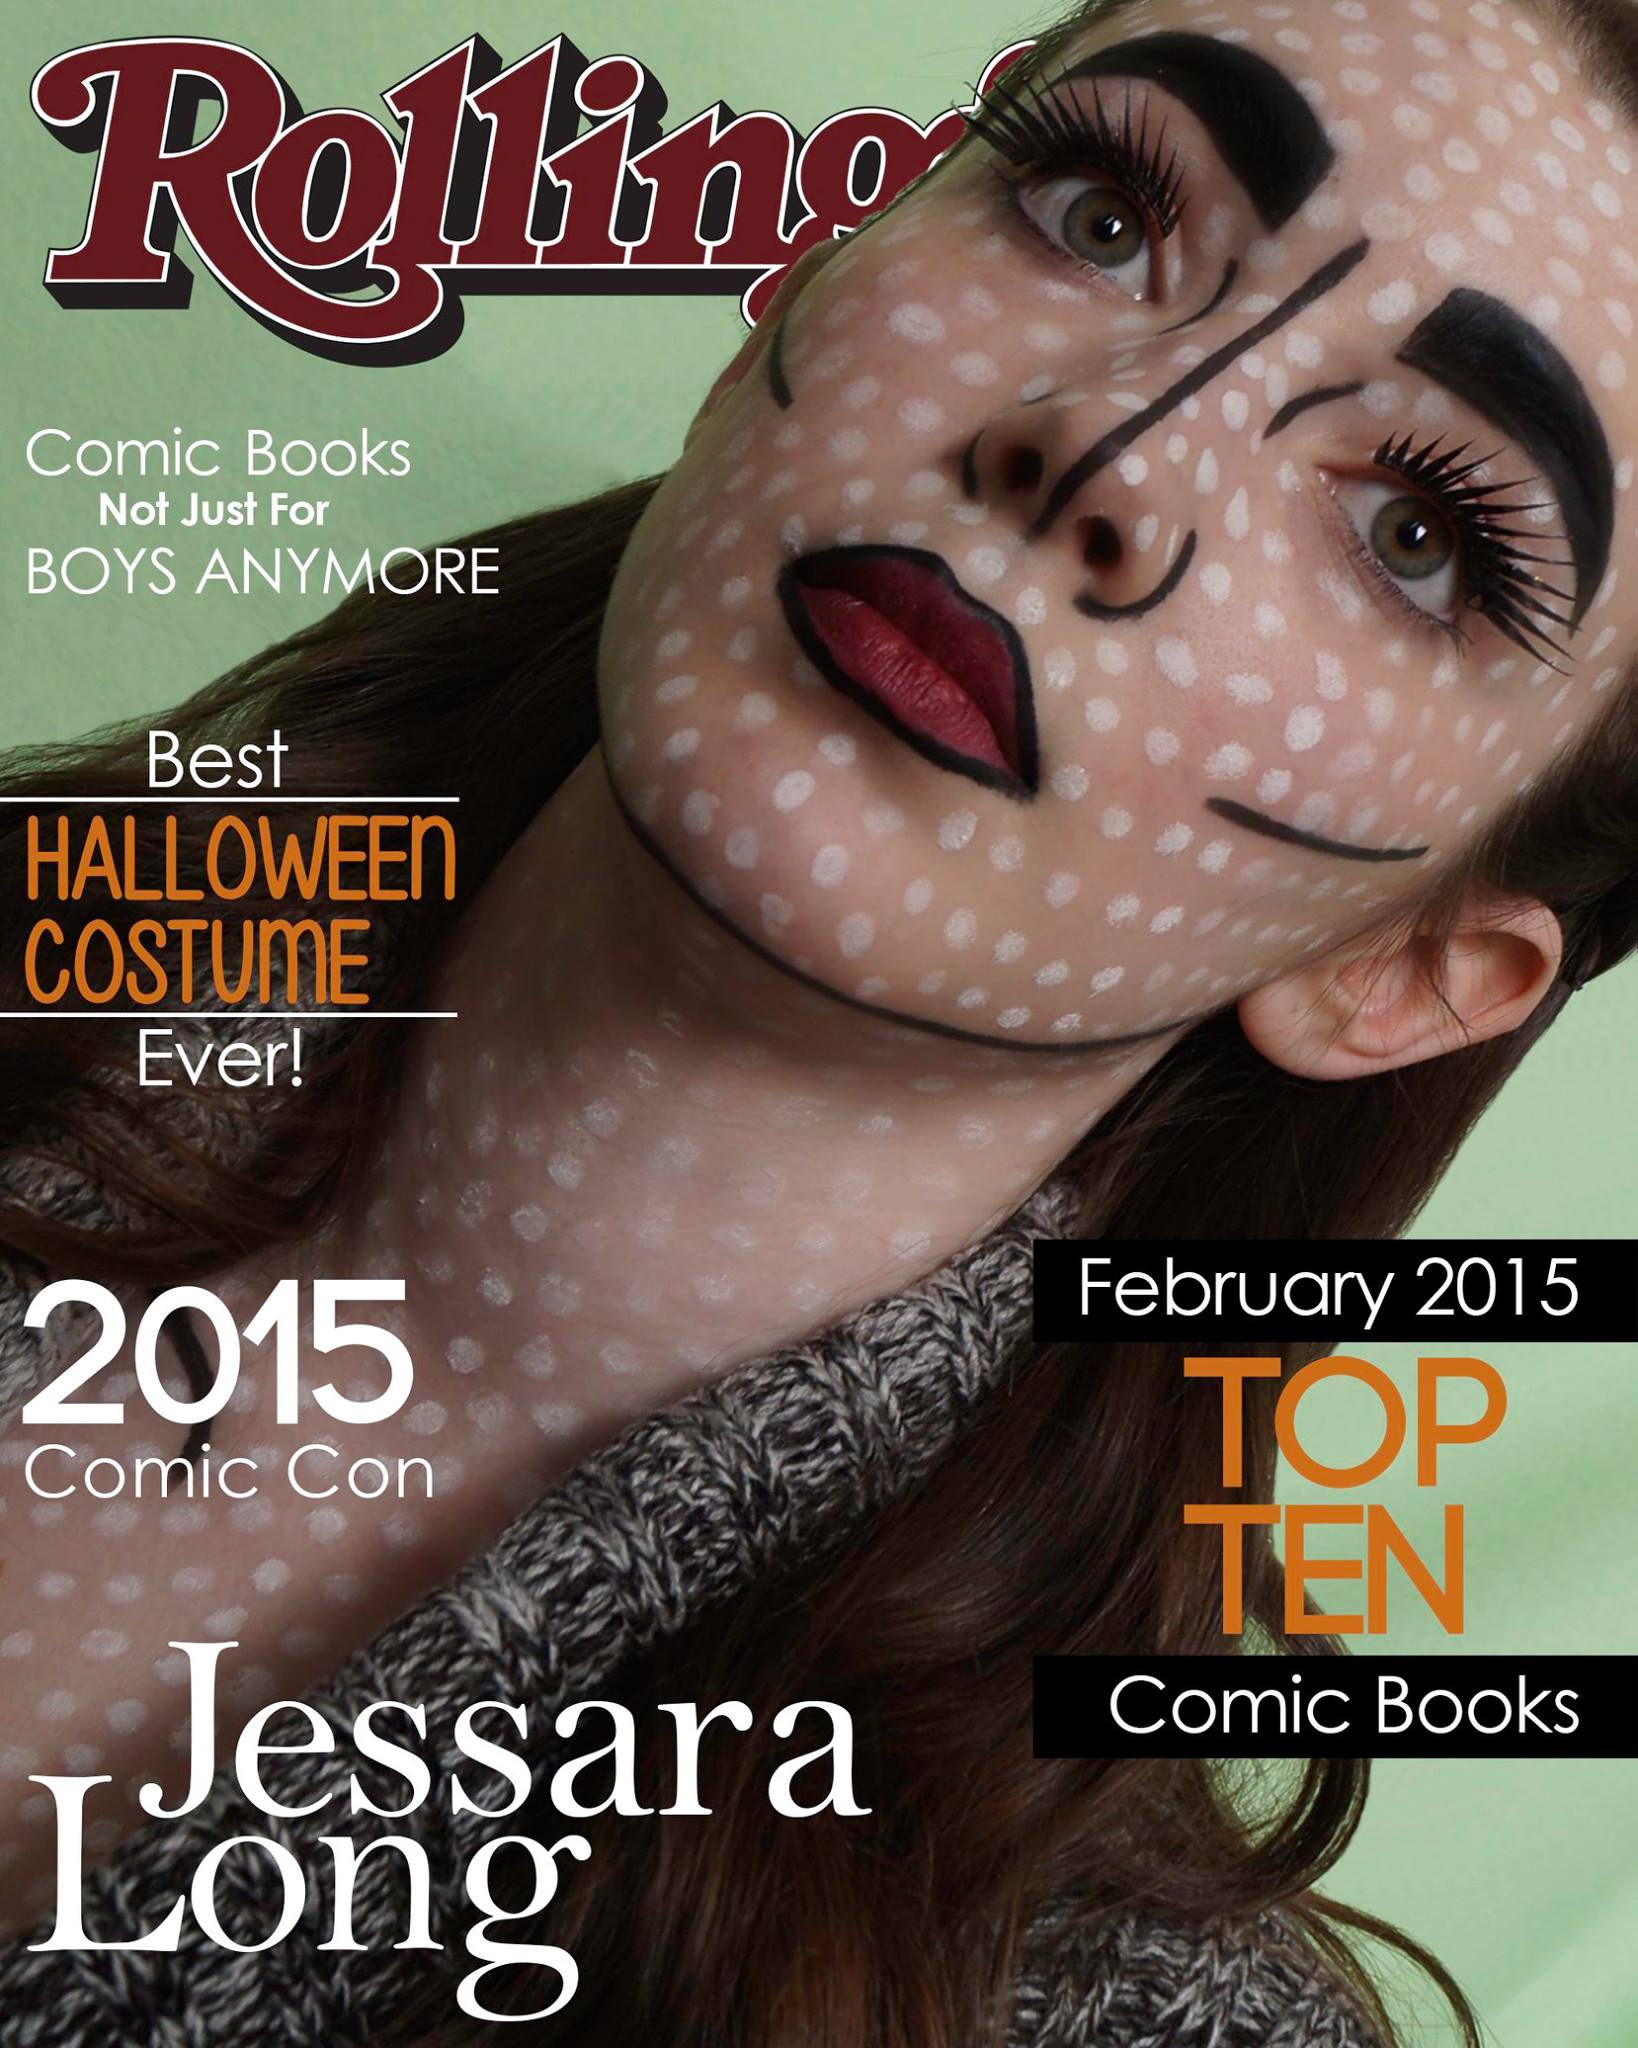 Rolling
Comic Books
Not Just For
BOYS ANYMORE
Best
HALLOWEEN
COSTUME
Ever!
2015
Comic Con
February 2015
TOP
TEN
Comic Books
Jessara
Long